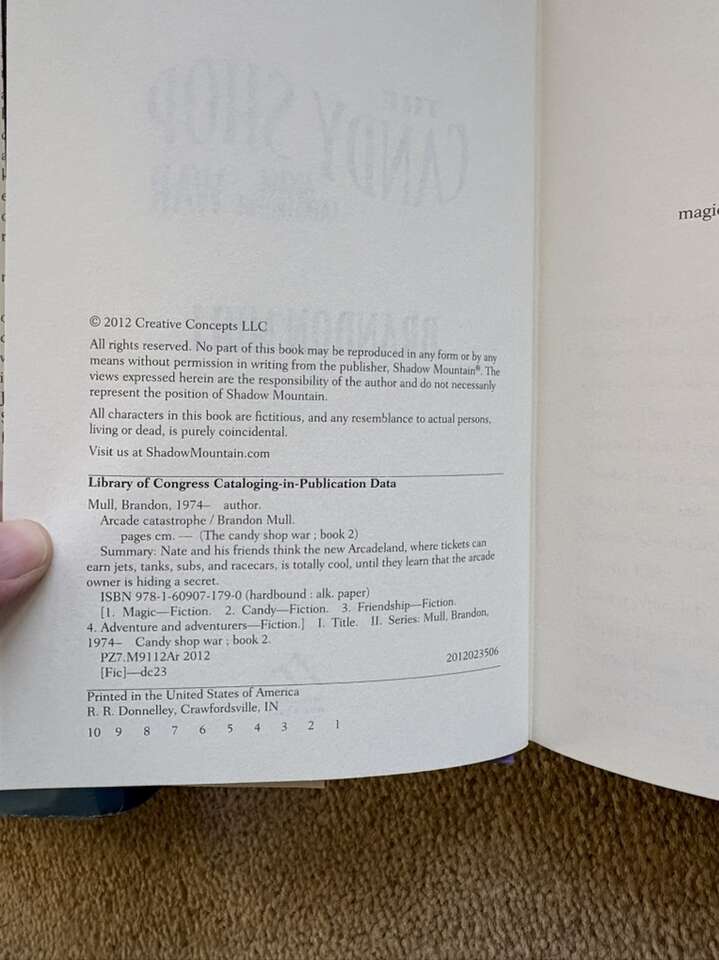 © 2012 Creative Concepts LLC
All rights reserved. No part of this book may be reproduced in any form or by any
means without permission in writing from the publisher, Shadow Mountain®. The
views expressed herein are the responsibility of the author and do not necessarily
represent the position of Shadow Mountain.
All characters in this book are fictitious, and any resemblance to actual persons,
living or dead, is purely coincidental.
Visit us at ShadowMountain.com
Library of Congress Cataloging-in-Publication Data
Mull, Brandon, 1974– author.
Arcade catastrophe / Brandon Mull.
pages cm. — (The candy shop war ; book 2)
Summary: Nate and his friends think the new Arcadeland, where tickets can
earn jets, tanks, subs, and racecars, is totally cool, until they learn that the arcade
owner is hiding a secret.
ISBN 978-1-60907-179-0 (hardbound : alk. paper)
[1. Magic—Fiction. 2. Candy—Fiction. 3. Friendship—Fiction.
4. Adventure and adventurers—Fiction.] I. Title. II. Series: Mull, Brandon,
1974– Candy shop war ; book 2.
PZ7.M9112Ar 2012
[Fic]—dc23 2012023506
Printed in the United States of America
R. R. Donnelley, Crawfordsville, IN
10 9 8 7 6 5 4 3 2 1
THE
CANDY SHOP
WAR